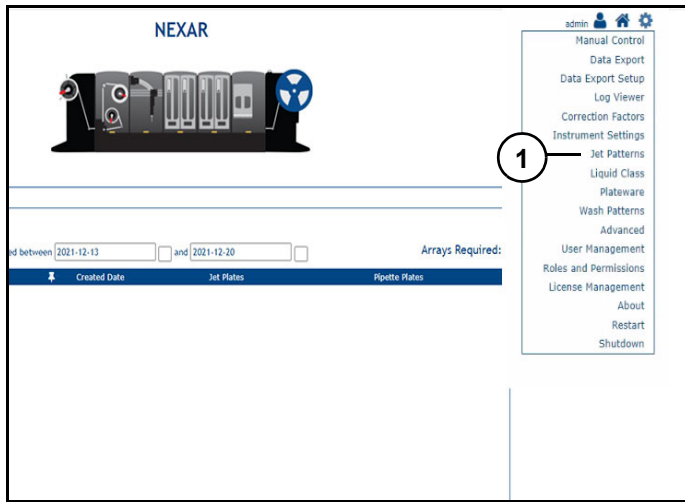 NEXAR
admin
Manual Control
Data Export
Data Export Setup
Log Viewer
Correction Factors
Instrument Settings
1
Jet Patterns
Liquid Class
Plateware
Wash Patterns
Advanced
User Management
Roles and Permissions
License Management
About
Restart
Shutdown
ed between 2021-12-13 and 2021-12-20 Arrays Required:
Created Date Jet Plates Pipette Plates